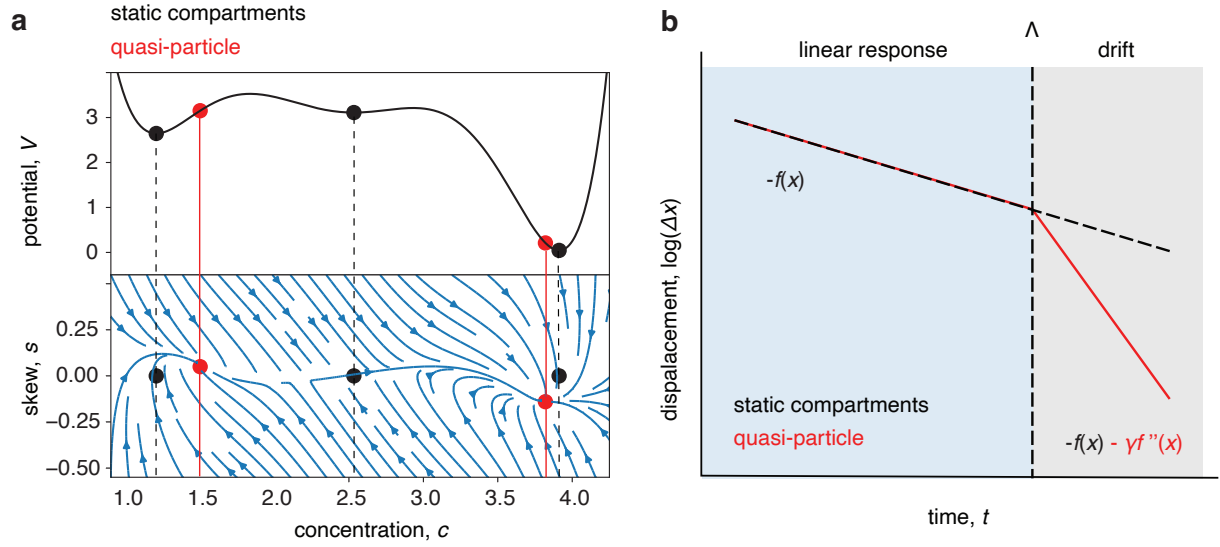 a
static compartments
quasi-particle
potential, V
3
2
1
0
skew, s
0.25
0.00
−0.25
−0.50
1.0 1.5 2.0 2.5 3.0 3.5 4.0
concentration, c
b
Λ
linear response drift
dispalacement, log(Δx)
-f(x)
static compartments
quasi-particle
-f(x) - γf ''(x)
time, t